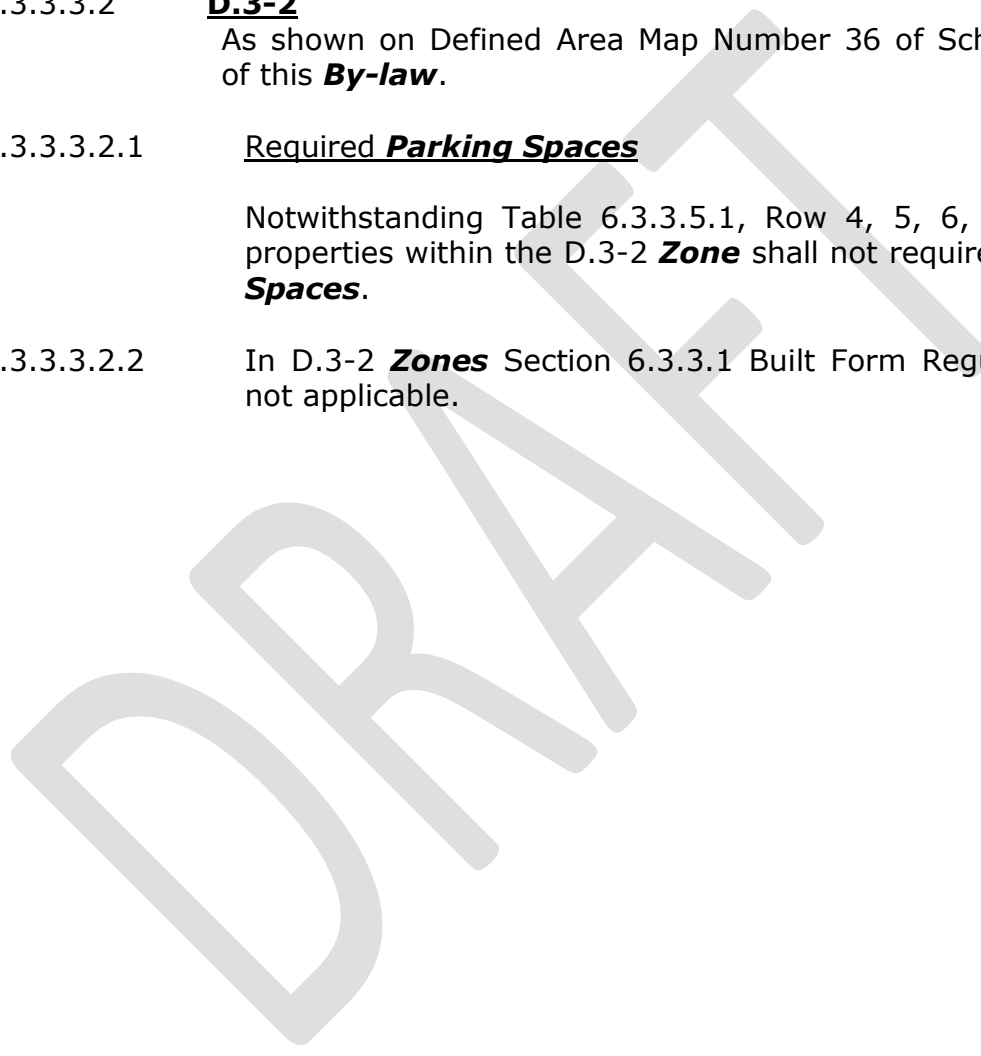 .3.3.3.2 D.3-2
As shown on Defined Area Map Number 36 of Sch
of this By-law.
.3.3.3.2.1 Required Parking Spaces
Notwithstanding Table 6.3.3.5.1, Row 4, 5, 6,
properties within the D.3-2 Zone shall not require
Spaces.
.3.3.3.2.2 In D.3-2 Zones Section 6.3.3.1 Built Form Regu
not applicable.
DRAFT